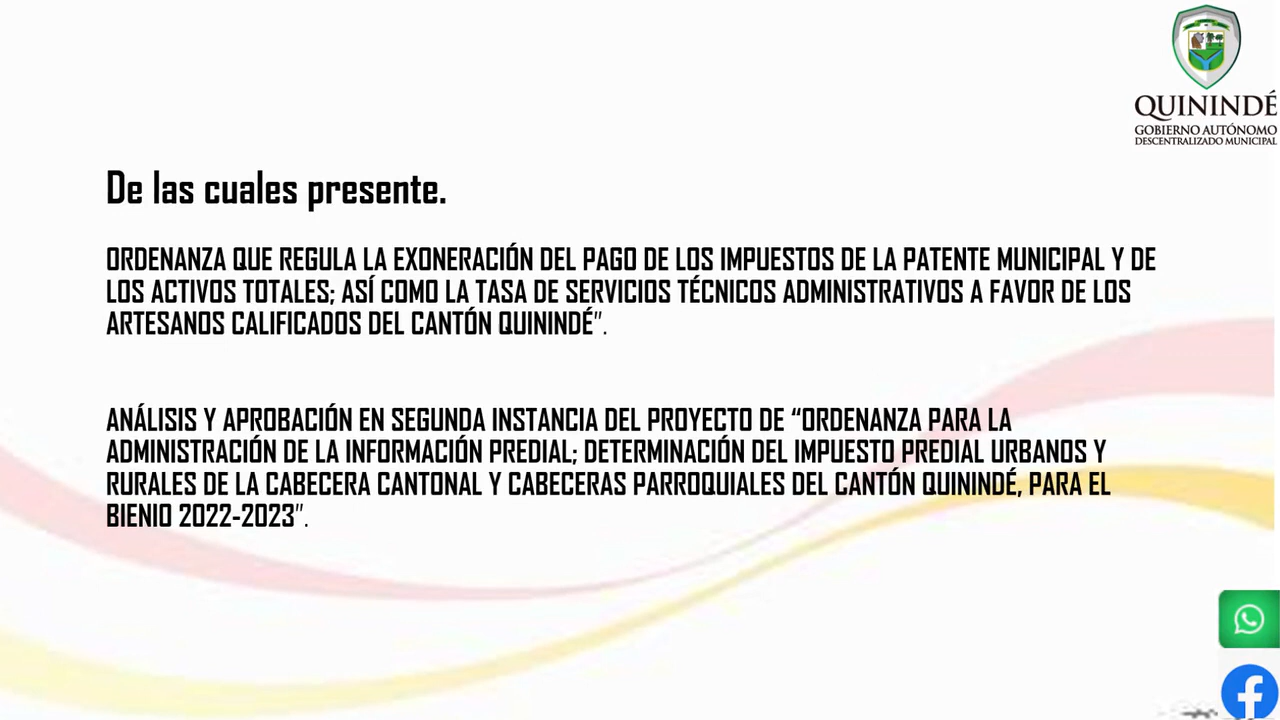 QUININDÉ
GOBIERNO AUTÓNOMO
DESCENTRALIZADO MUNICIPAL
De las cuales presente.
ORDENANZA QUE REGULA LA EXONERACIÓN DEL PAGO DE LOS IMPUESTOS DE LA PATENTE MUNICIPAL Y DE
LOS ACTIVOS TOTALES; ASÍ COMO LA TASA DE SERVICIOS TÉCNICOS ADMINISTRATIVOS A FAVOR DE LOS
ARTESANOS CALIFICADOS DEL CANTÓN QUININDÉ”.
ANÁLISIS Y APROBACIÓN EN SEGUNDA INSTANCIA DEL PROYECTO DE “ORDENANZA PARA LA
ADMINISTRACIÓN DE LA INFORMACIÓN PREDIAL; DETERMINACIÓN DEL IMPUESTO PREDIAL URBANOS Y
RURALES DE LA CABECERA CANTONAL Y CABECERAS PARROQUIALES DEL CANTÓN QUININDÉ, PARA EL
BIENIO 2022-2023”.